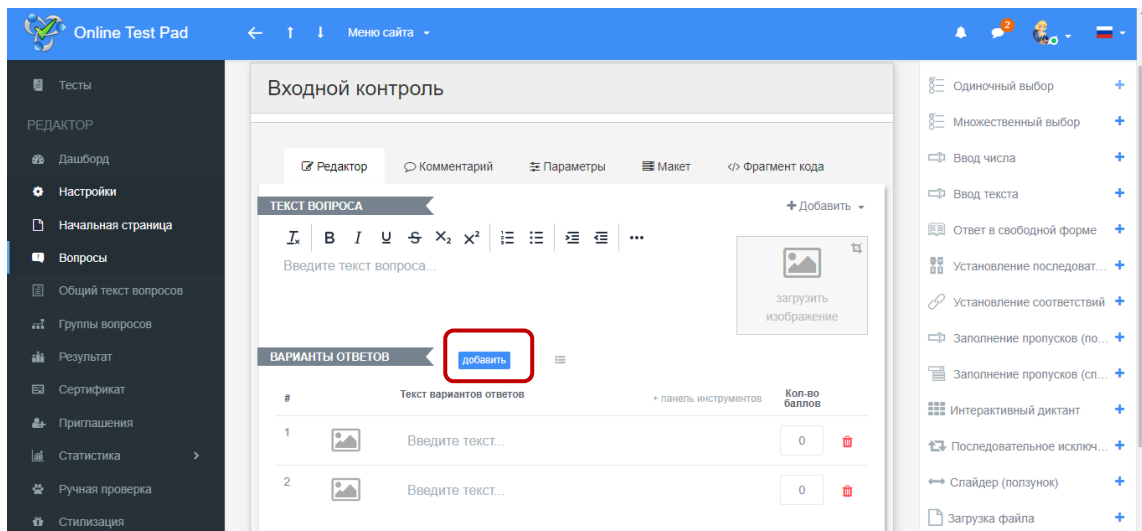 Online Test Pad
Меню сайта
2
Тесты
РЕДАКТОР
Дашборд
Настройки
Начальная страница
Вопросы
Общий текст вопросов
Группы вопросов
Результат
Сертификат
Приглашения
Статистика
Ручная проверка
Стилизация
Входной контроль
Редактор
Комментарий
Параметры
Макет
</> Фрагмент кода
ТЕКСТ ВОПРОСА
+ Добавить
Введите текст вопроса...
загрузить
изображение
ВАРИАНТЫ ОТВЕТОВ
добавить
# Текст вариантов ответов + панель инструментов Кол-во
баллов
1 Введите текст... 0
2 Введите текст... 0
Одиночный выбор +
Множественный выбор +
Ввод числа +
Ввод текста +
Ответ в свободной форме +
Установление последоват... +
Установление соответствий +
Заполнение пропусков (по... +
Заполнение пропусков (сп... +
Интерактивный диктант +
Последовательное исключ... +
Слайдер (ползунок) +
Загрузка файла +